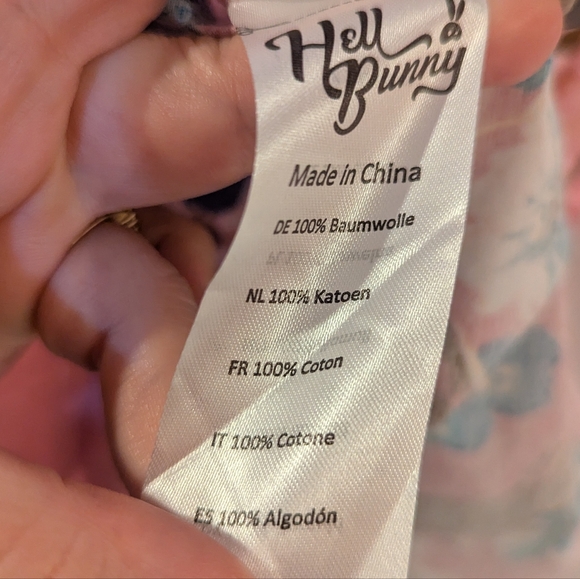 Hell
Bunny
Made in China
DE 100% Baumwolle
NL 100% Katoen
FR 100% Coton
IT 100% Cotone
ES 100% Algodón